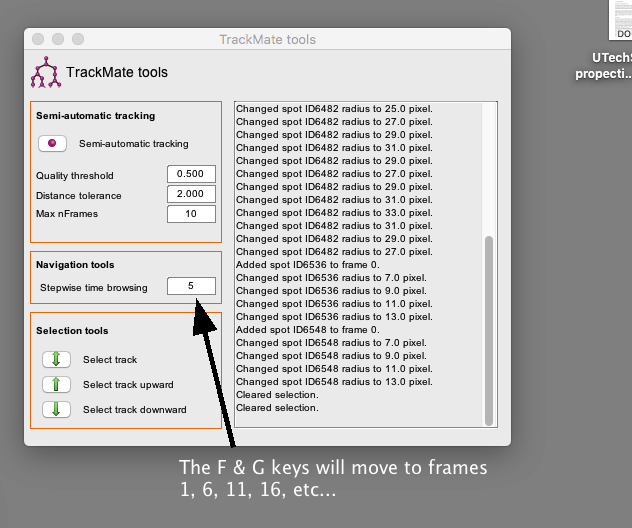 TrackMate tools
TrackMate tools
Semi-automatic tracking
Semi-automatic tracking
Quality threshold 0.500
Distance tolerance 2.000
Max nFrames 10
Navigation tools
Stepwise time browsing 5
Selection tools
Select track
Select track upward
Select track downward
Changed spot ID6482 radius to 25.0 pixel.
Changed spot ID6482 radius to 27.0 pixel.
Changed spot ID6482 radius to 29.0 pixel.
Changed spot ID6482 radius to 31.0 pixel.
Changed spot ID6482 radius to 29.0 pixel.
Changed spot ID6482 radius to 27.0 pixel.
Changed spot ID6482 radius to 29.0 pixel.
Changed spot ID6482 radius to 31.0 pixel.
Changed spot ID6482 radius to 33.0 pixel.
Changed spot ID6482 radius to 31.0 pixel.
Changed spot ID6482 radius to 29.0 pixel.
Changed spot ID6482 radius to 27.0 pixel.
Added spot ID6536 to frame 0.
Changed spot ID6536 radius to 7.0 pixel.
Changed spot ID6536 radius to 9.0 pixel.
Changed spot ID6536 radius to 11.0 pixel.
Changed spot ID6536 radius to 13.0 pixel.
Added spot ID6548 to frame 0.
Changed spot ID6548 radius to 7.0 pixel.
Changed spot ID6548 radius to 9.0 pixel.
Changed spot ID6548 radius to 11.0 pixel.
Changed spot ID6548 radius to 13.0 pixel.
Cleared selection.
Cleared selection.
DO
UTechS
propecti...
The F & G keys will move to frames
1, 6, 11, 16, etc...